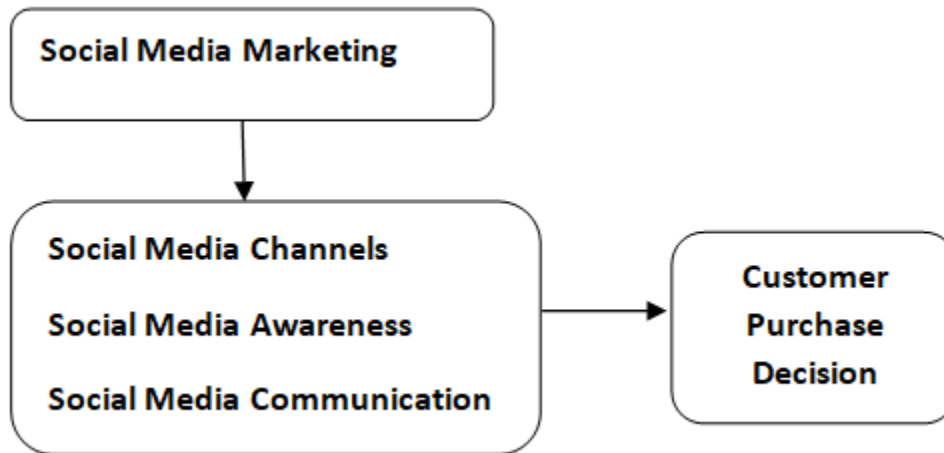 Social Media Marketing
Social Media Channels
Social Media Awareness
Social Media Communication
Customer
Purchase
Decision